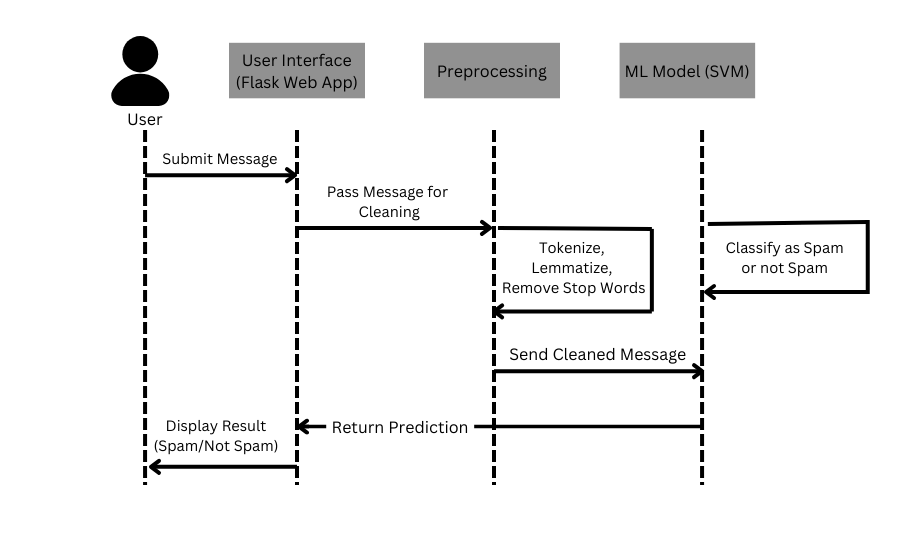 User Interface
(Flask Web App)
Preprocessing
ML Model (SVM)
User
Submit Message
Pass Message for
Cleaning
Tokenize,
Lemmatize,
Remove Stop Words
Classify as Spam
or not Spam
Send Cleaned Message
Return Prediction
Display Result
(Spam/Not Spam)